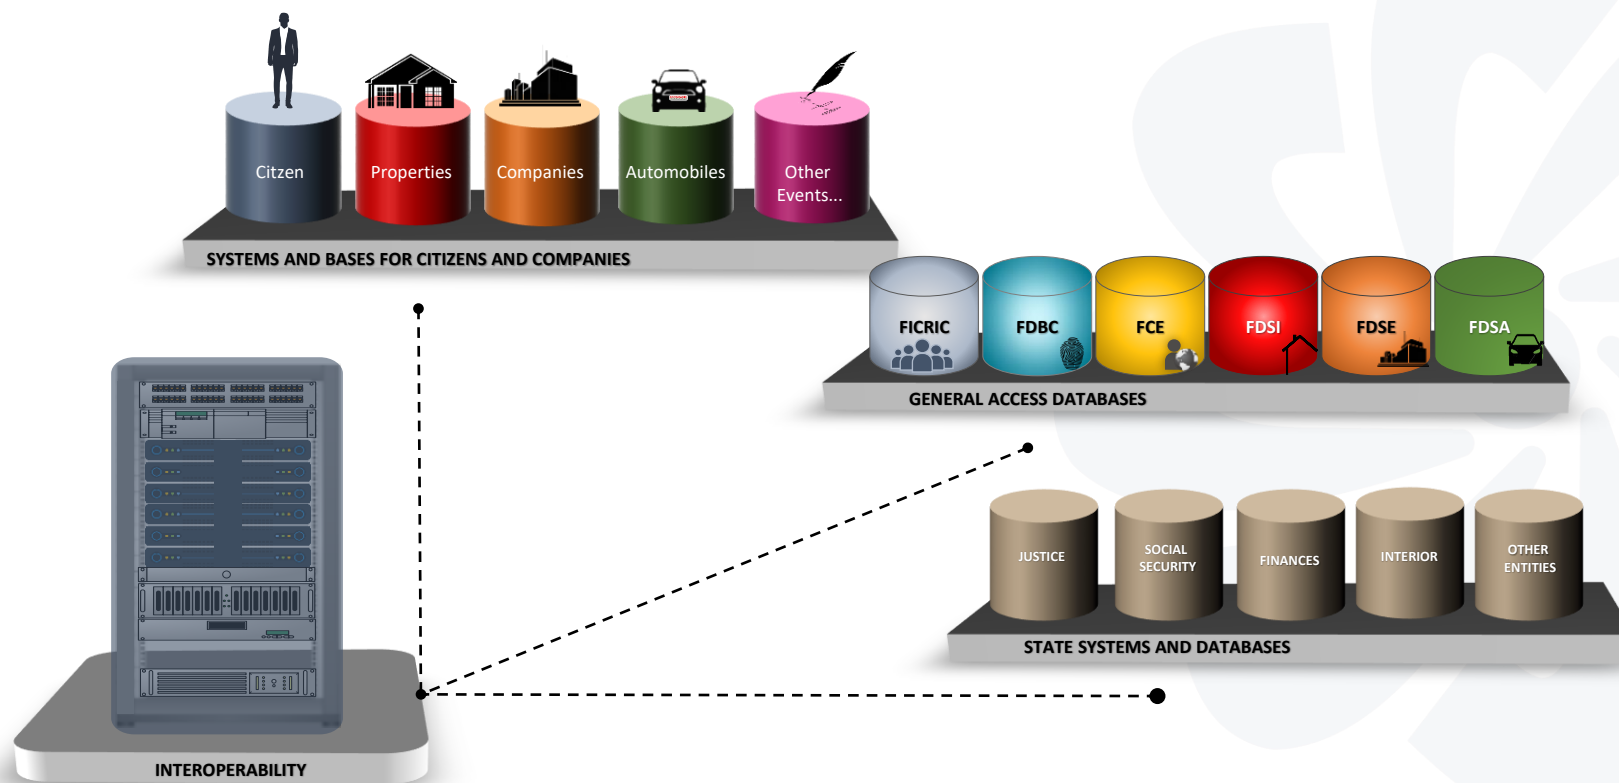 Citzen
Properties
Companies
Automobiles
Other
Events...
SYSTEMS AND BASES FOR CITIZENS AND COMPANIES
FICRIC
FDBC
FCE
FDSI
FDSE
FDSA
GENERAL ACCESS DATABASES
JUSTICE
SOCIAL
SECURITY
FINANCES
INTERIOR
OTHER
ENTITIES
STATE SYSTEMS AND DATABASES
INTEROPERABILITY